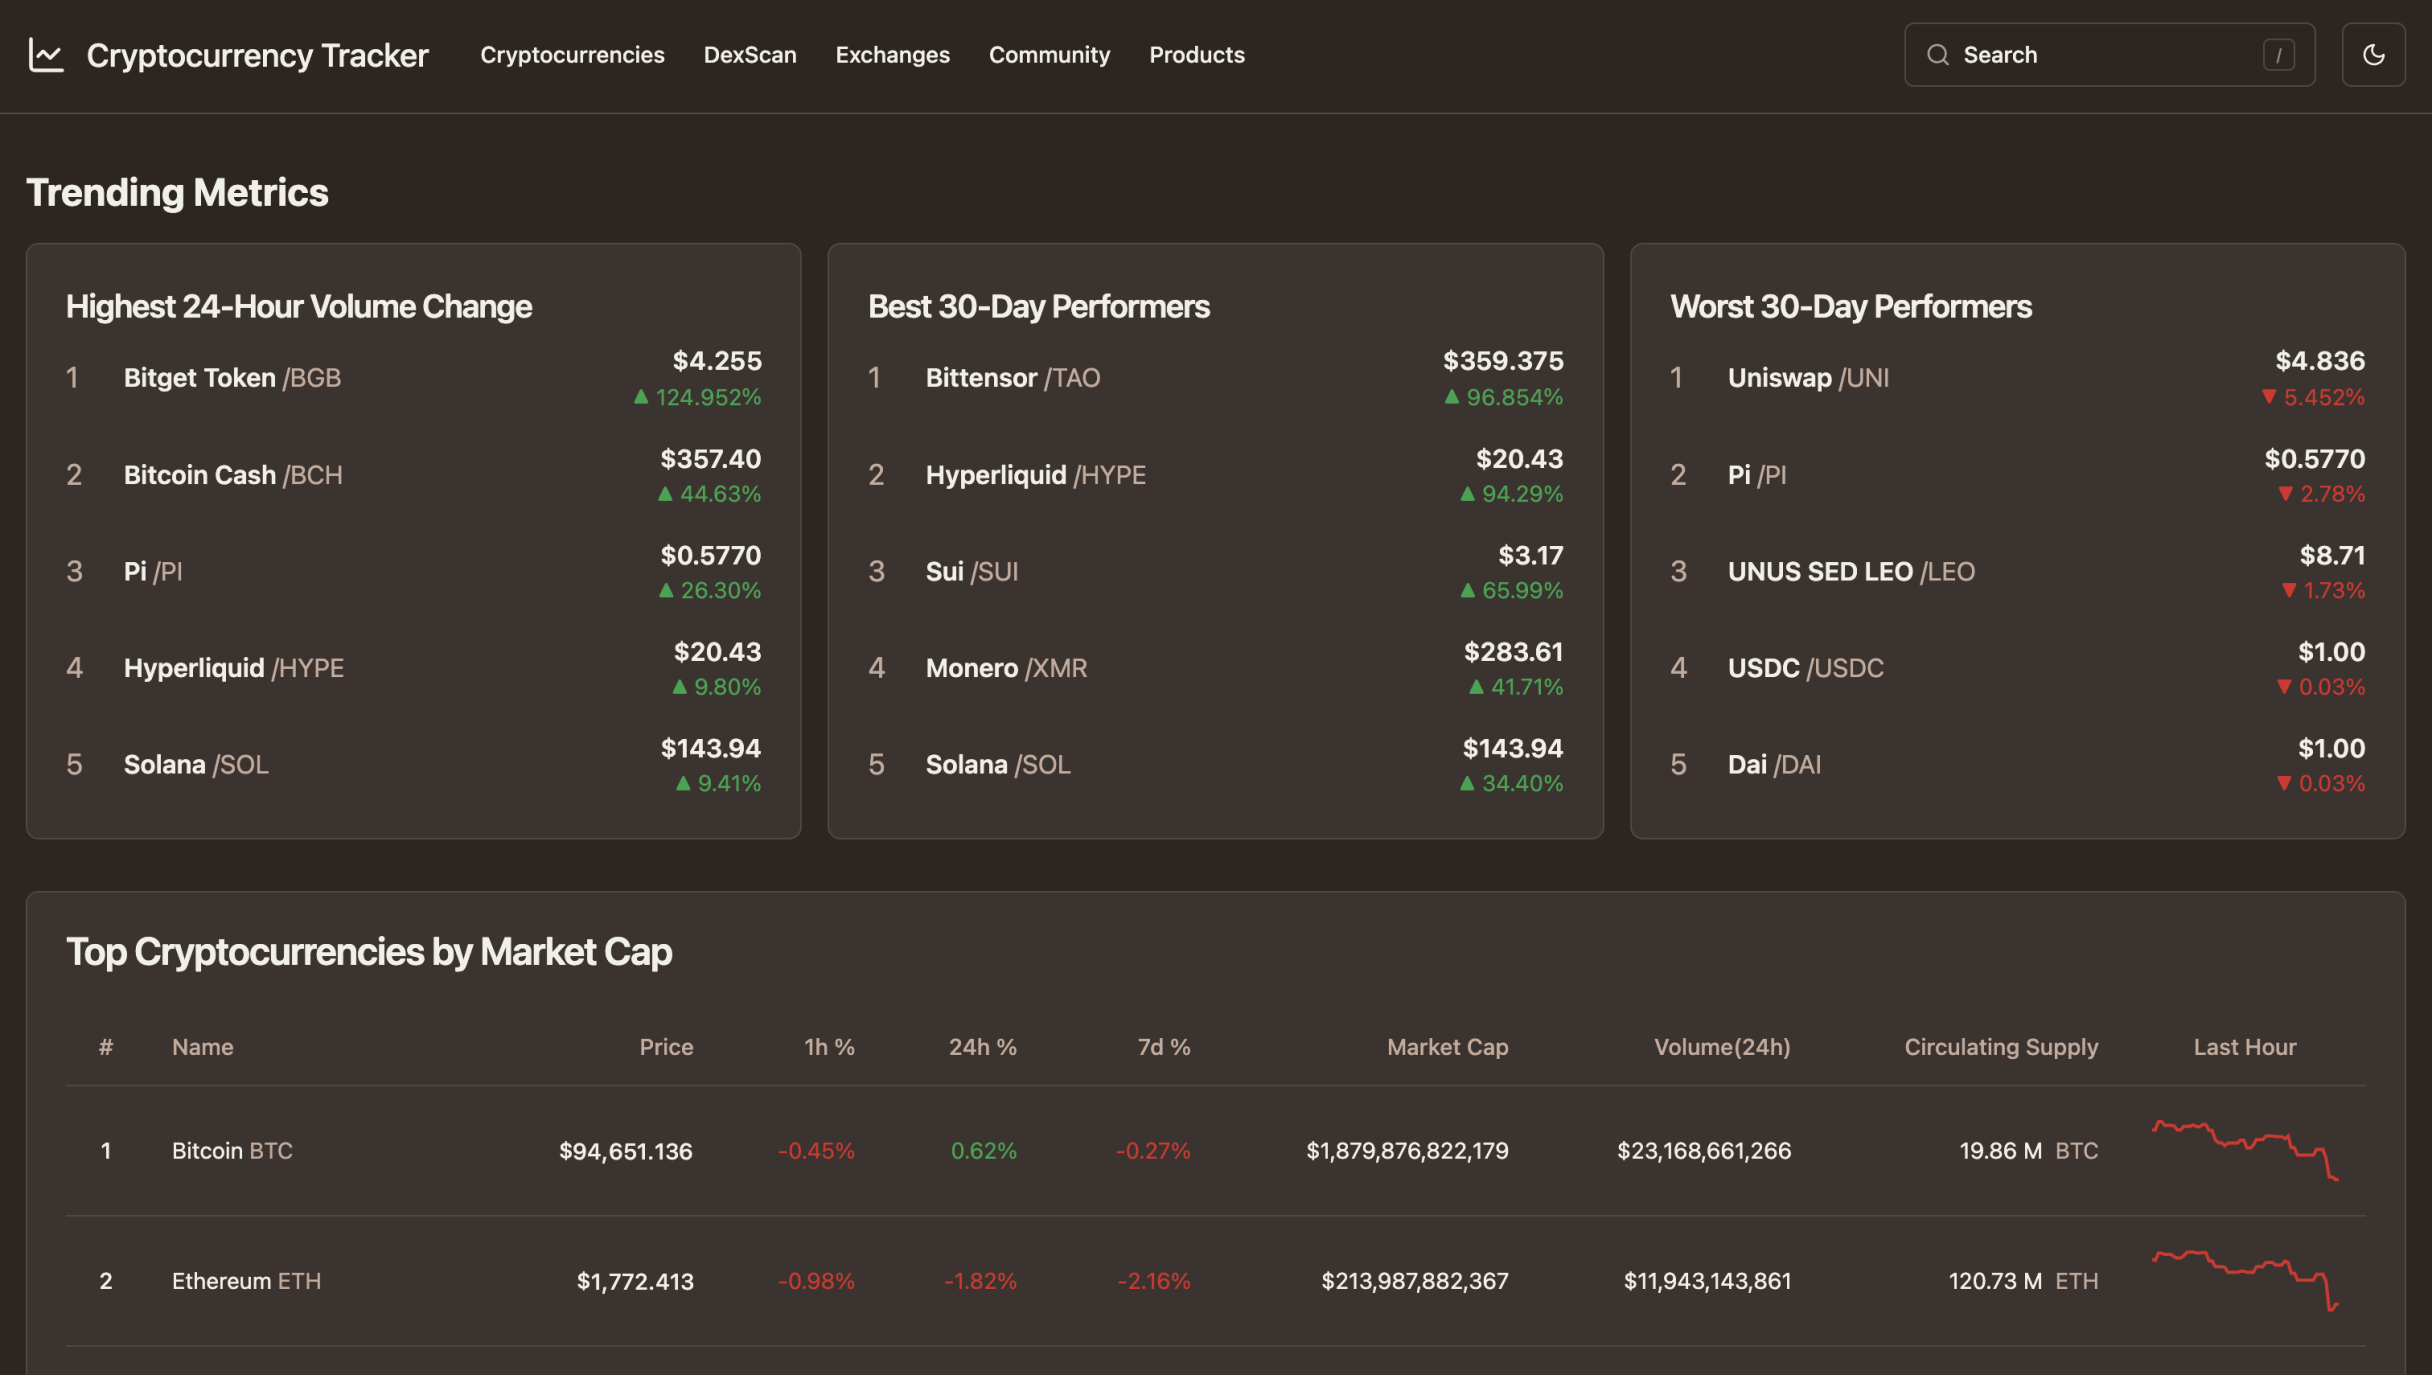 Cryptocurrency Tracker Cryptocurrencies DexScan Exchanges Community Products Search /
Trending Metrics
Highest 24-Hour Volume Change
1 Bitget Token /BGB $4.255
▲ 124.952%
2 Bitcoin Cash /BCH $357.40
▲ 44.63%
3 Pi /PI $0.5770
▲ 26.30%
4 Hyperliquid /HYPE $20.43
▲ 9.80%
5 Solana /SOL $143.94
▲ 9.41%
Best 30-Day Performers
1 Bittensor /TAO $359.375
▲ 96.854%
2 Hyperliquid /HYPE $20.43
▲ 94.29%
3 Sui /SUI $3.17
▲ 65.99%
4 Monero /XMR $283.61
▲ 41.71%
5 Solana /SOL $143.94
▲ 34.40%
Worst 30-Day Performers
1 Uniswap /UNI $4.836
▼ 5.452%
2 Pi /PI $0.5770
▼ 2.78%
3 UNUS SED LEO /LEO $8.71
▼ 1.73%
4 USDC /USDC $1.00
▼ 0.03%
5 Dai /DAI $1.00
▼ 0.03%
Top Cryptocurrencies by Market Cap
# Name Price 1h % 24h % 7d % Market Cap Volume(24h) Circulating Supply Last Hour
1 Bitcoin BTC $94,651.136 -0.45% 0.62% -0.27% $1,879,876,822,179 $23,168,661,266 19.86 M BTC
2 Ethereum ETH $1,772.413 -0.98% -1.82% -2.16% $213,987,882,367 $11,943,143,861 120.73 M ETH